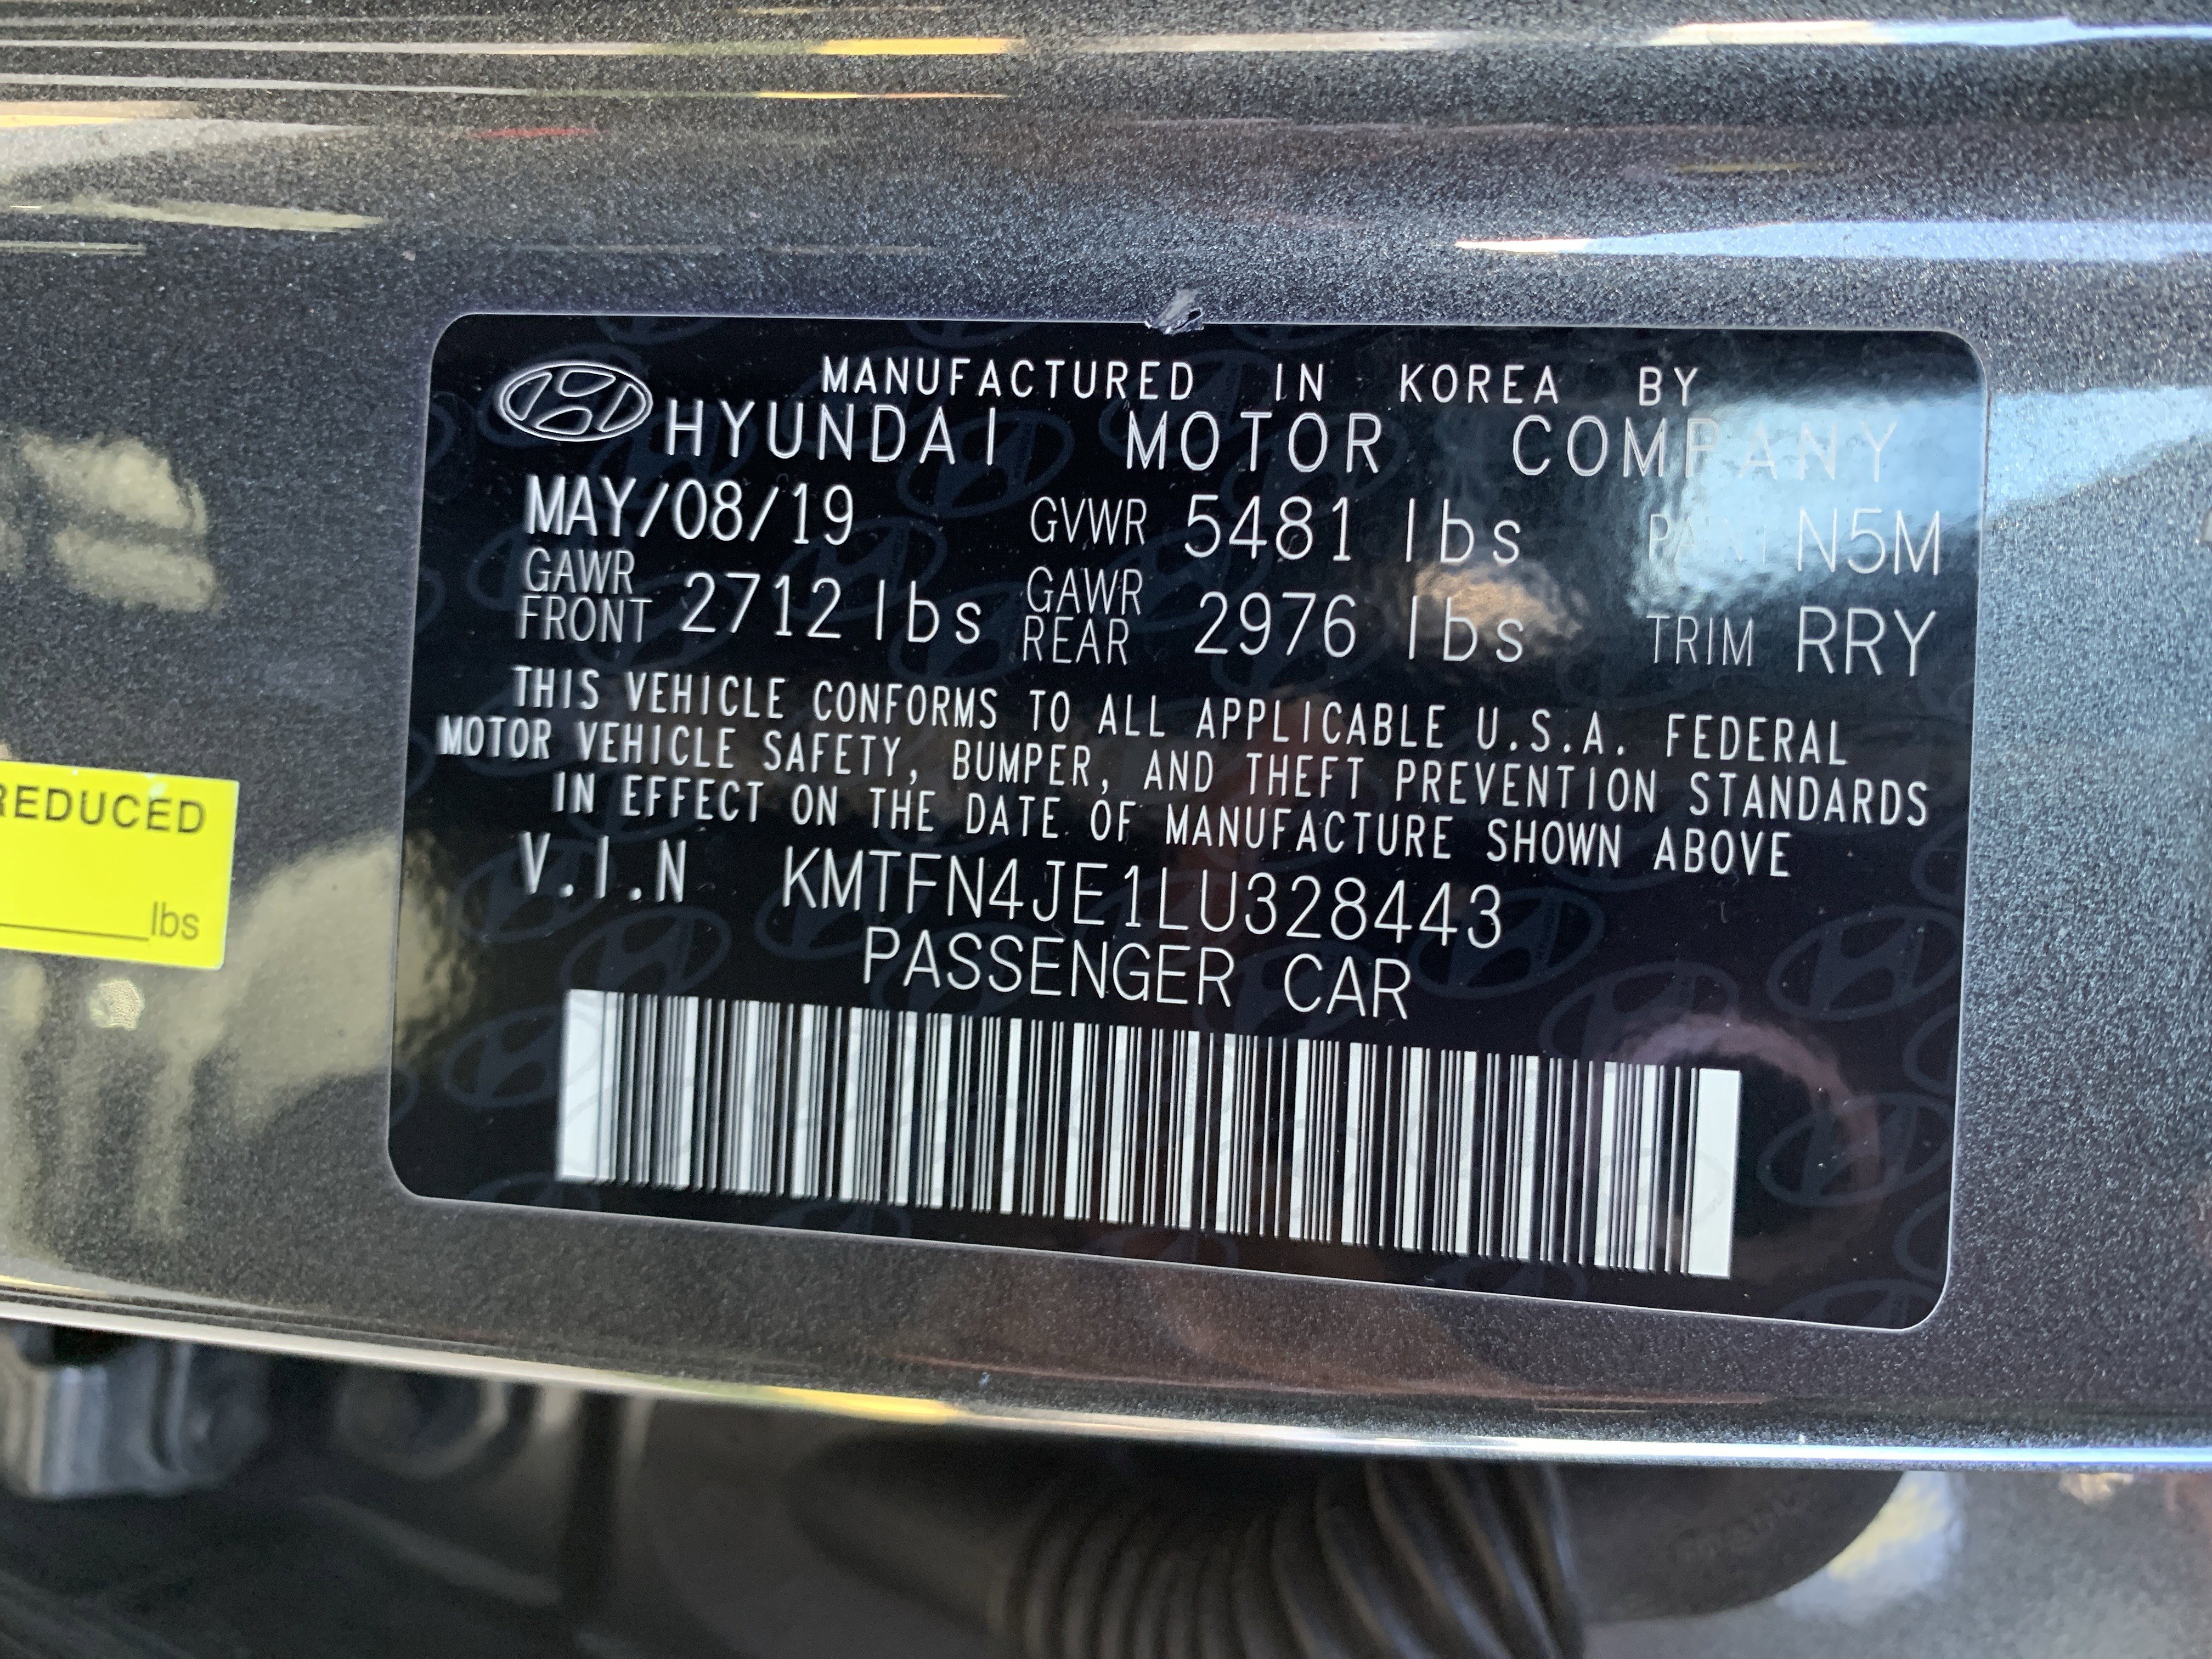 MANUFACTURED IN KOREA BY
HYUNDAI MOTOR COMPANY
MAY/08/19 GVWR 5481 lbs PAINT N5M
GAWR FRONT 2712 lbs GAWR REAR 2976 lbs TRIM RRY
THIS VEHICLE CONFORMS TO ALL APPLICABLE U.S.A. FEDERAL
MOTOR VEHICLE SAFETY, BUMPER, AND THEFT PREVENTION STANDARDS
IN EFFECT ON THE DATE OF MANUFACTURE SHOWN ABOVE
V.I.N KMTFN4JE1LU328443
PASSENGER CAR
REDUCED
lbs